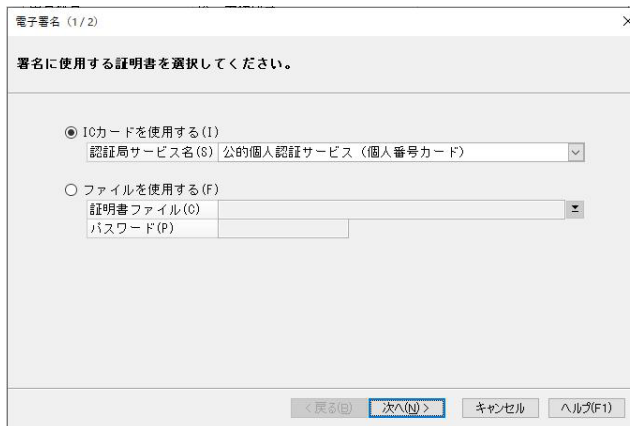 電子署名 (1/2)
署名に使用する証明書を選択してください。
ICカードを使用する(I)
認証局サービス名(S) 公的個人認証サービス (個人番号カード)
ファイルを使用する(F)
証明書ファイル(C)
パスワード(P)
<戻る(B) 次へ(N)> キャンセル ヘルプ(F1)